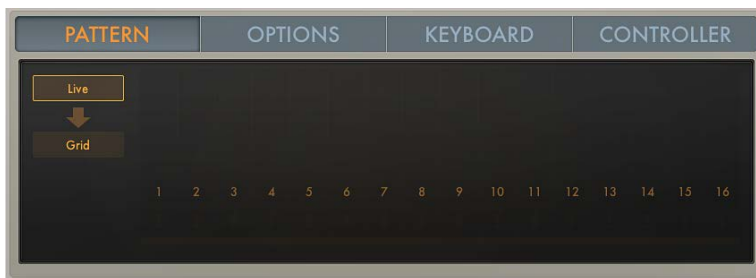 PATTERN OPTIONS KEYBOARD CONTROLLER
Live
Grid
1 2 3 4 5 6 7 8 9 10 11 12 13 14 15 16